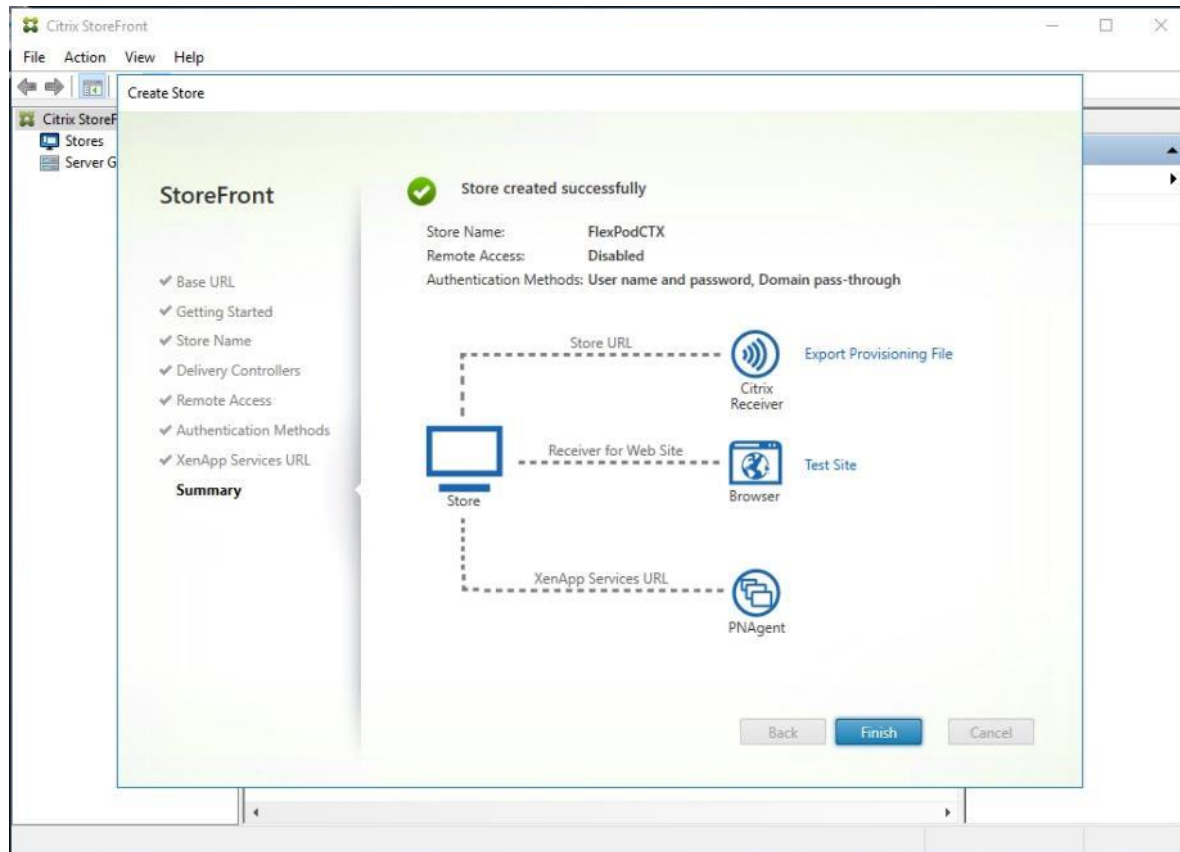 Citrix StoreFront
File Action View Help
Create Store
Citrix StoreF
Stores
Server G
StoreFront
Base URL
Getting Started
Store Name
Delivery Controllers
Remote Access
Authentication Methods
XenApp Services URL
Summary
Store created successfully
Store Name: FlexPodCTX
Remote Access: Disabled
Authentication Methods: User name and password, Domain pass-through
Store URL
Export Provisioning File
Citrix
Receiver
Receiver for Web Site
Test Site
Store
Browser
XenApp Services URL
PNAgent
Back Finish Cancel